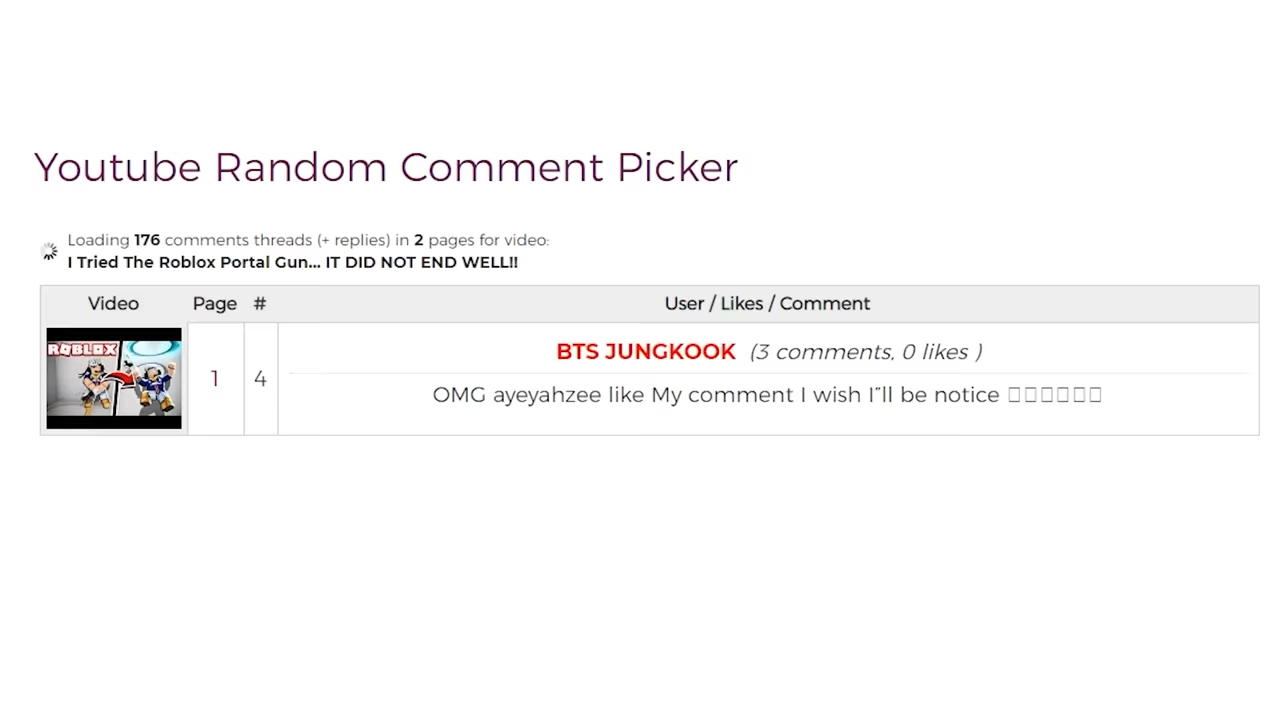 Youtube Random Comment Picker
Loading 176 comments threads (+ replies) in 2 pages for video:
I Tried The Roblox Portal Gun... IT DID NOT END WELL!!
Video Page # User / Likes / Comment
ROBLOX
BTS JUNGKOOK (3 comments, 0 likes )
1 4
OMG ayeyahzee like My comment I wish I"ll be notice □□□□□□